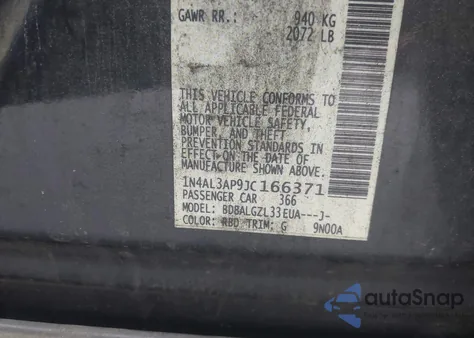 GAWR RR.: 940 KG
2072 LB
THIS VEHICLE CONFORMS TO
ALL APPLICABLE FEDERAL
MOTOR VEHICLE SAFETY,
BUMPER, AND THEFT
PREVENTION STANDARDS
IN EFFECT ON THE DATE OF
MANUFACTURE SHOWN ABOVE.
1N4AL3AP9JC166371
PASSENGER CAR 366
MODEL: BDBALGZL33EUA---J-
COLOR: RBD TRIM: G 9N00A
autoSnap